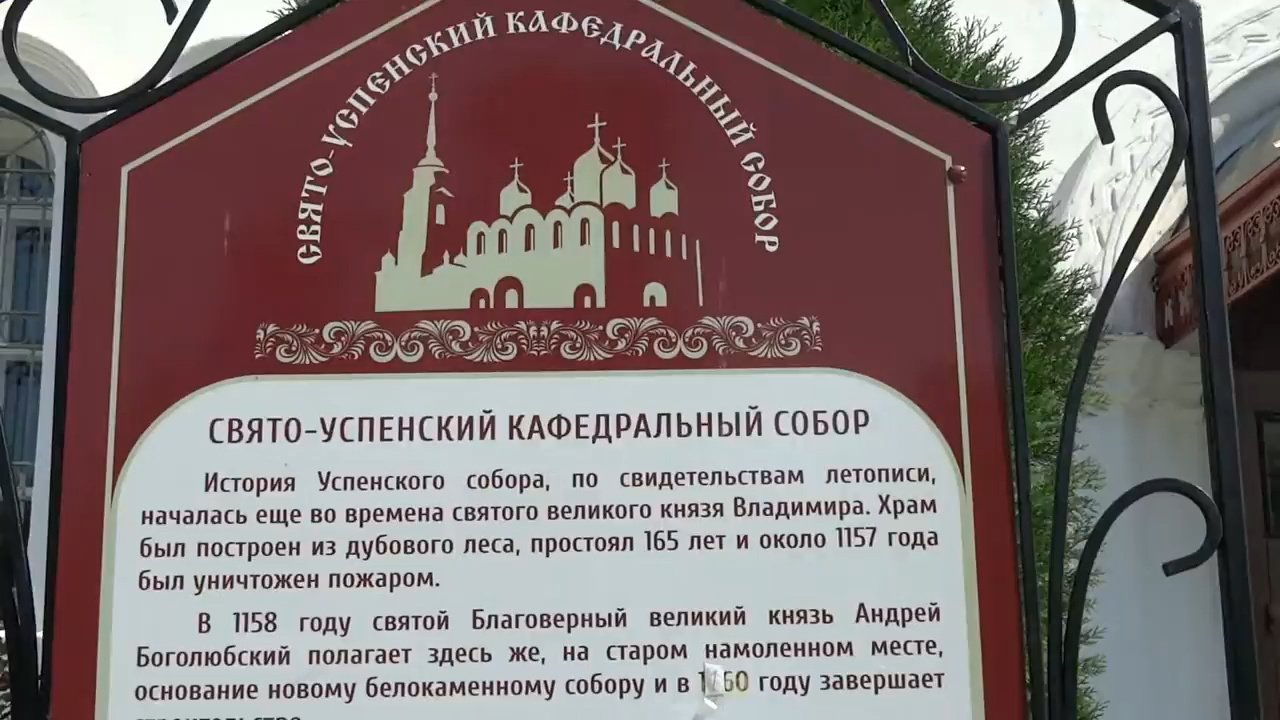 СВЯТО-УСПЕНСКИЙ КАФЕДРАЛЬНЫЙ СОБОР
СВЯТО-УСПЕНСКИЙ КАФЕДРАЛЬНЫЙ СОБОР
История Успенского собора, по свидетельствам летописи,
началась еще во времена святого великого князя Владимира. Храм
был построен из дубового леса, простоял 165 лет и около 1157 года
был уничтожен пожаром.
В 1158 году святой Благоверный великий князь Андрей
Боголюбский полагает здесь же, на старом намоленном месте,
основание новому белокаменному собору и в году завершает